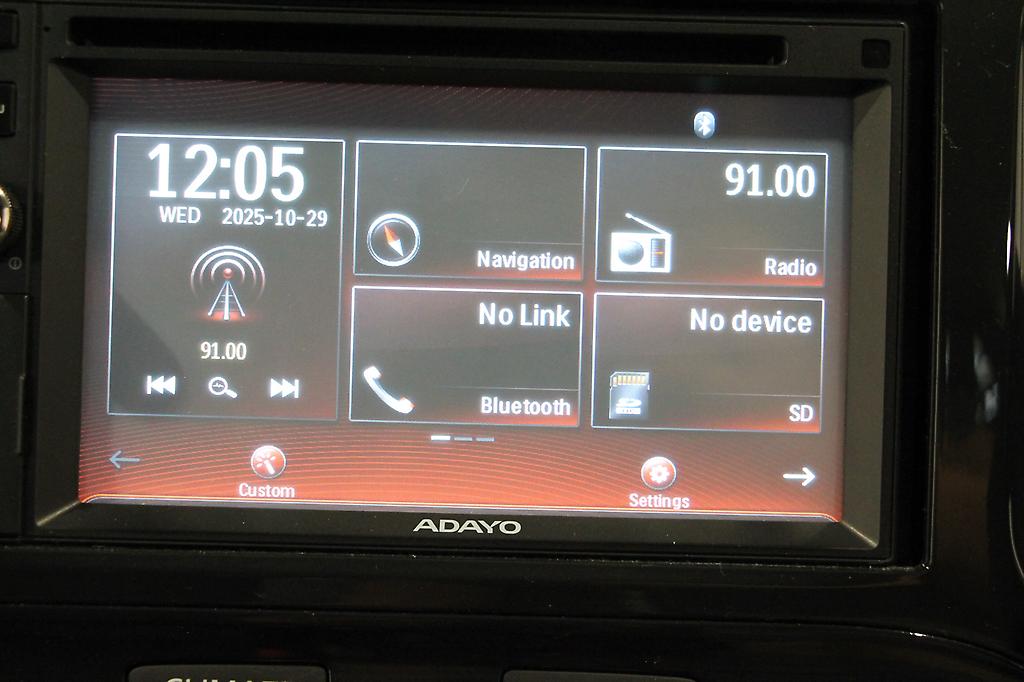 12:05
WED 2025-10-29
91.00
Navigation
91.00
Radio
No Link
Bluetooth
No device
SD
Custom
Settings
ADAYO